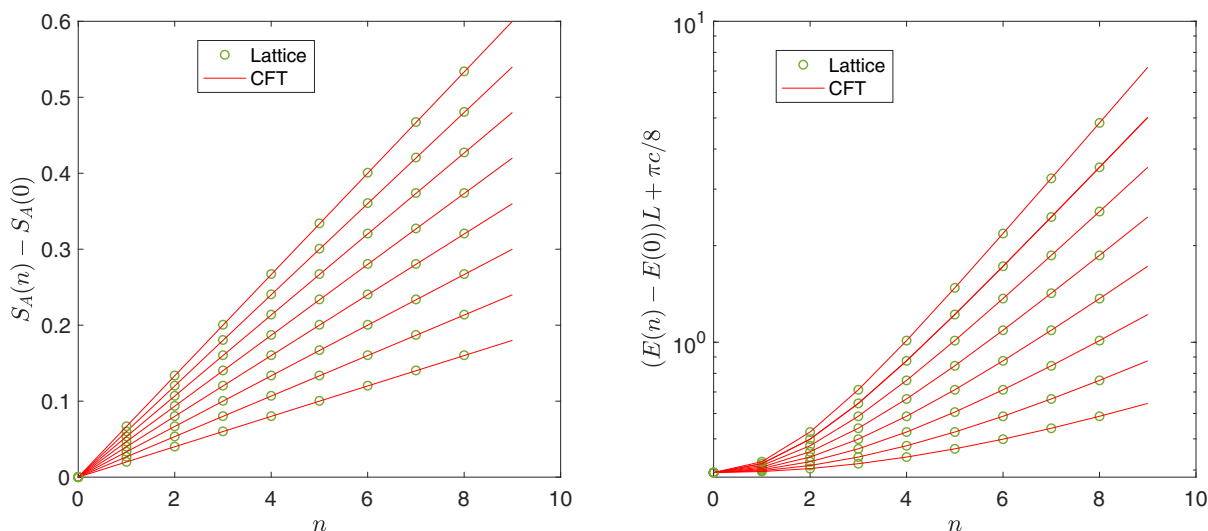 0.6
0.5
0.4
0.3
0.2
0.1
0
0 2 4 6 8 10
n
S_A(n) − S_A(0)
Lattice
CFT
10^1
10^0
0 2 4 6 8 10
n
(E(n) − E(0))L + πc/8
Lattice
CFT